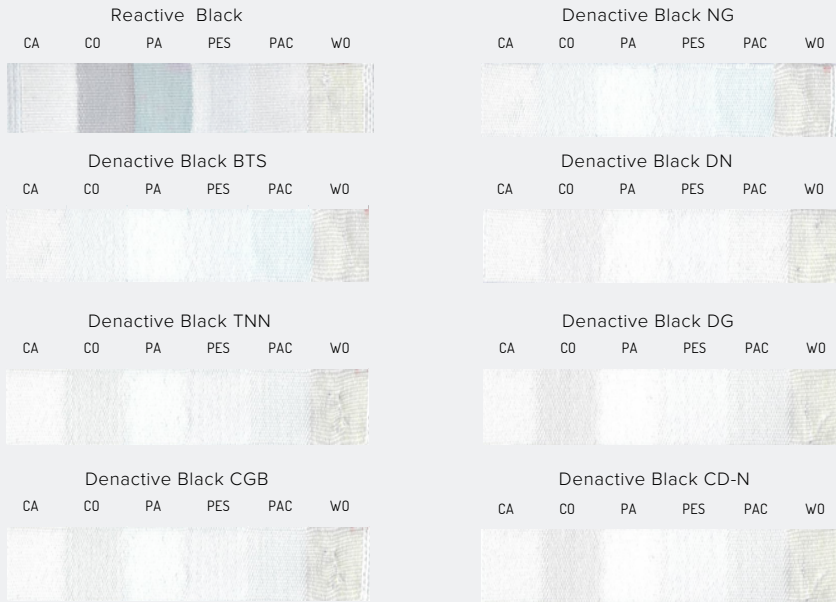 Reactive Black
CA CO PA PES PAC WO
Denactive Black NG
CA CO PA PES PAC WO
Denactive Black BTS
CA CO PA PES PAC WO
Denactive Black DN
CA CO PA PES PAC WO
Denactive Black TNN
CA CO PA PES PAC WO
Denactive Black DG
CA CO PA PES PAC WO
Denactive Black CGB
CA CO PA PES PAC WO
Denactive Black CD-N
CA CO PA PES PAC WO